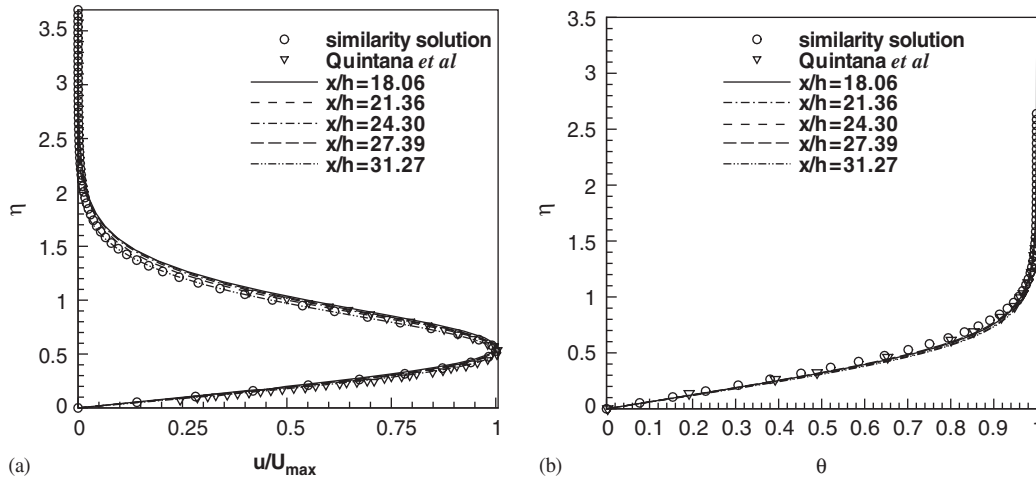 3.5
3
2.5
2
1.5
1
0.5
0
η
similarity solution
Quintana et al
x/h=18.06
x/h=21.36
x/h=24.30
x/h=27.39
x/h=31.27
0 0.25 0.5 0.75 1
(a) u/Umax
3.5
3
2.5
2
1.5
1
0.5
0
η
similarity solution
Quintana et al
x/h=18.06
x/h=21.36
x/h=24.30
x/h=27.39
x/h=31.27
0 0.1 0.2 0.3 0.4 0.5 0.6 0.7 0.8 0.9 1
(b) θ